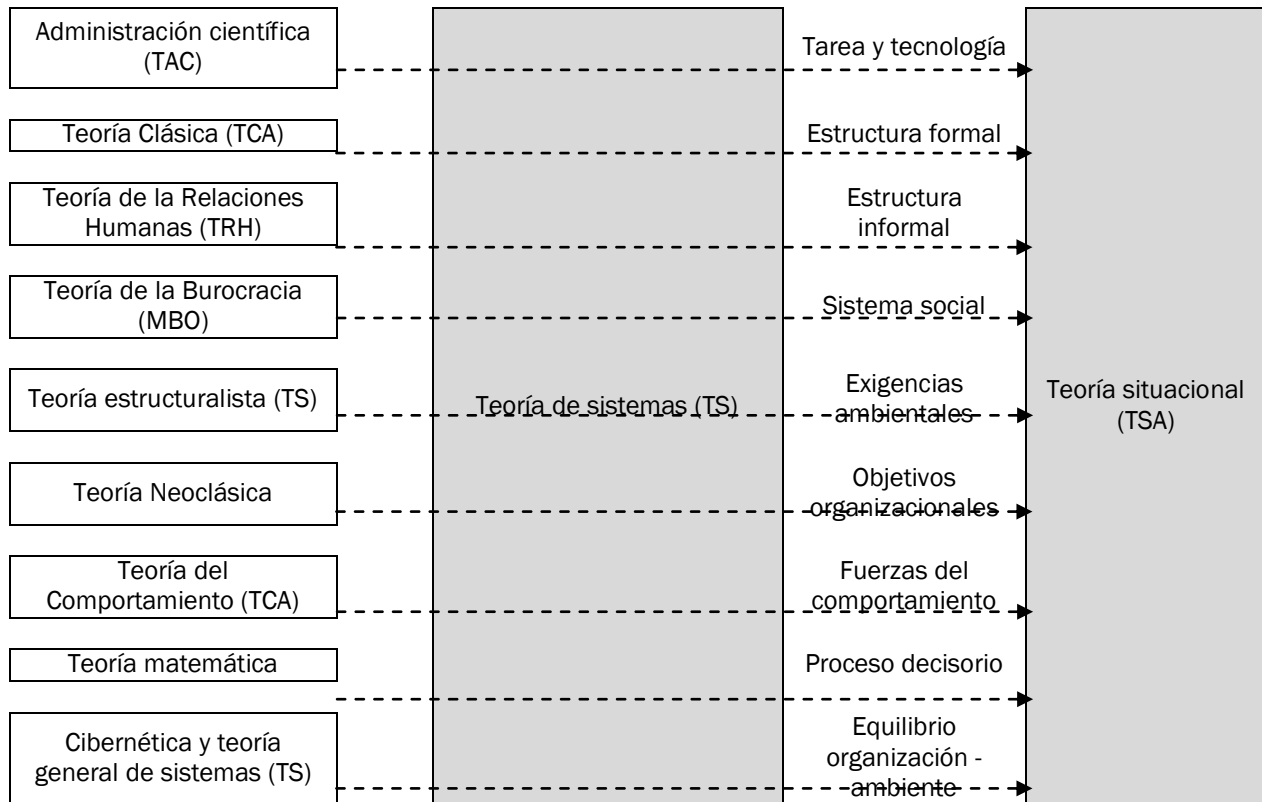 Administración científica
(TAC)
Tarea y tecnología
Teoría Clásica (TCA)
Estructura formal
Teoría de la Relaciones
Humanas (TRH)
Estructura
informal
Teoría de la Burocracia
(MBO)
Sistema social
Teoría estructuralista (TS)
Teoría de sistemas (TS)
Exigencias
ambientales
Teoría situacional
(TSA)
Teoría Neoclásica
Objetivos
organizacionales
Teoría del
Comportamiento (TCA)
Fuerzas del
comportamiento
Teoría matemática
Proceso decisorio
Cibernética y teoría
general de sistemas (TS)
Equilibrio
organización -
ambiente